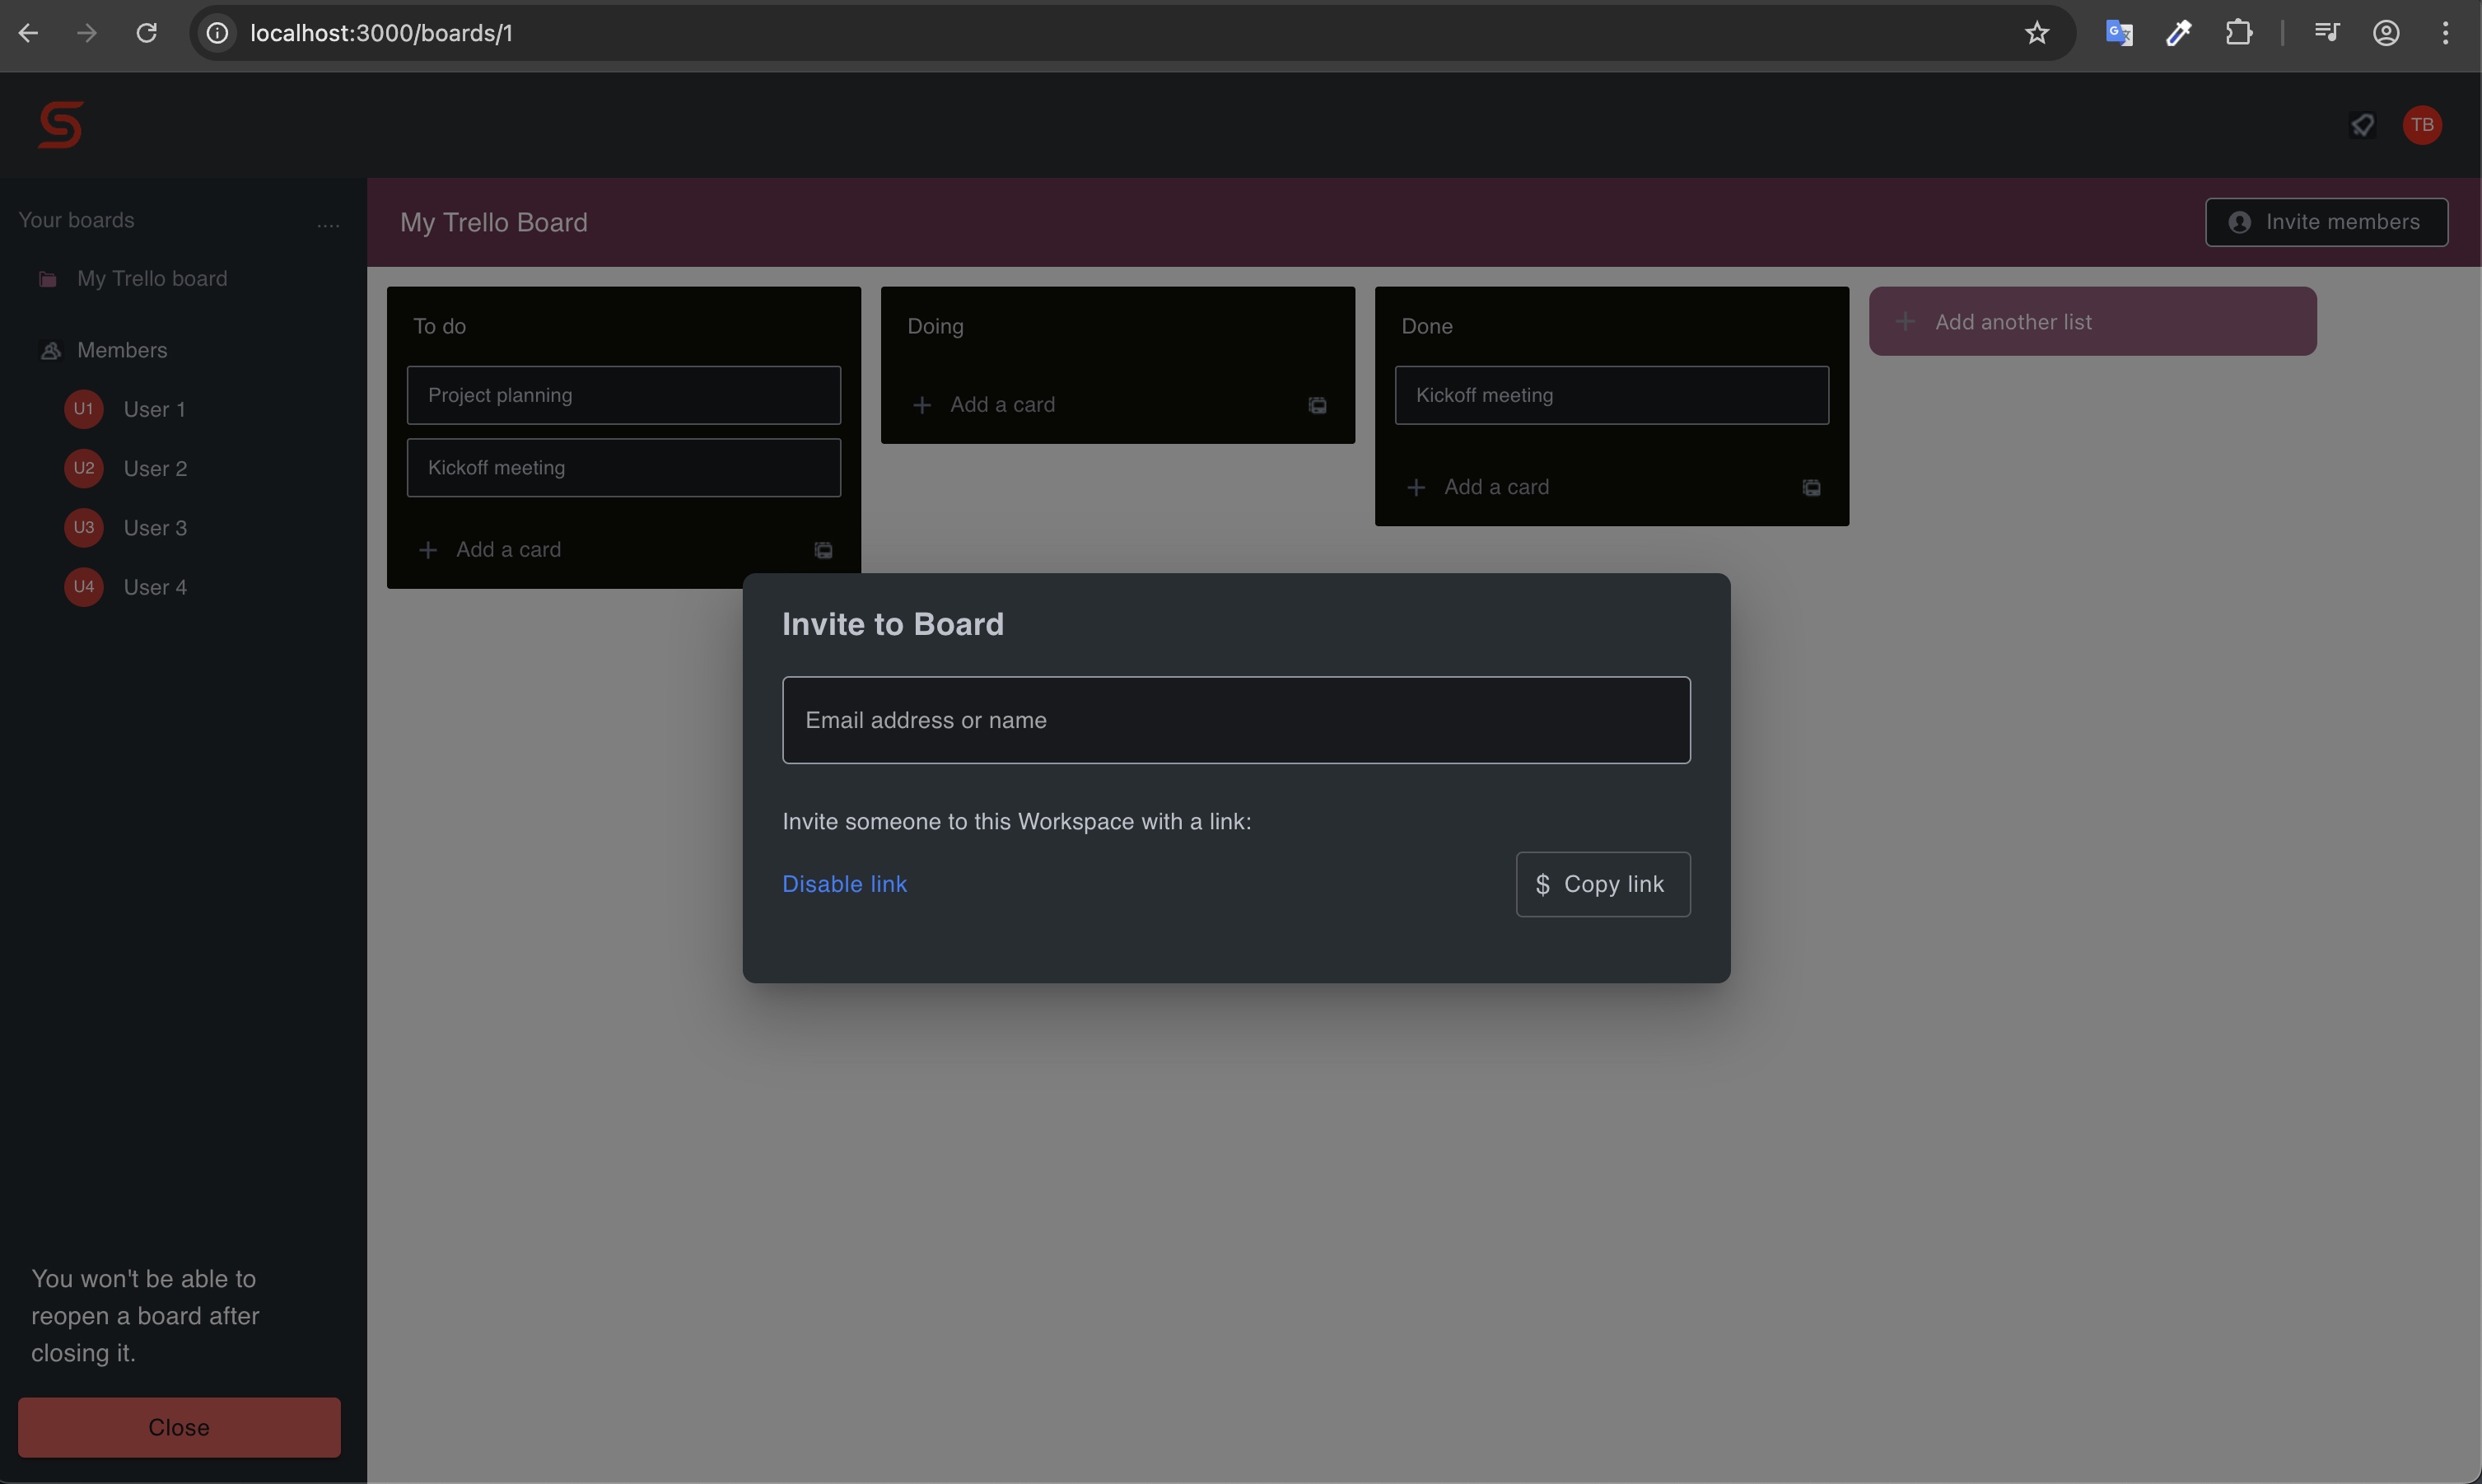 localhost:3000/boards/1
TB
Your boards
....
My Trello board
Members
U1 User 1
U2 User 2
U3 User 3
U4 User 4
You won't be able to
reopen a board after
closing it.
Close
My Trello Board
Invite members
To do
Project planning
Kickoff meeting
+ Add a card
Doing
+ Add a card
Done
Kickoff meeting
+ Add a card
+ Add another list
Invite to Board
Email address or name
Invite someone to this Workspace with a link:
Disable link
$ Copy link